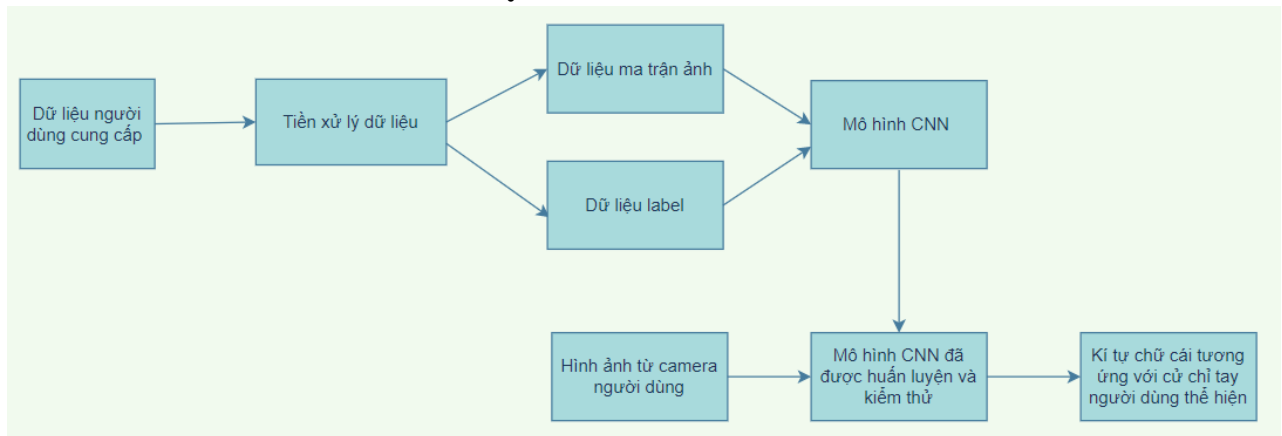 Dữ liệu người
dùng cung cấp
Tiền xử lý dữ liệu
Dữ liệu ma trận ảnh
Dữ liệu label
Mô hình CNN
Hình ảnh từ camera
người dùng
Mô hình CNN đã
được huấn luyện và
kiểm thử
Kí tự chữ cái tương
ứng với cử chỉ tay
người dùng thể hiện